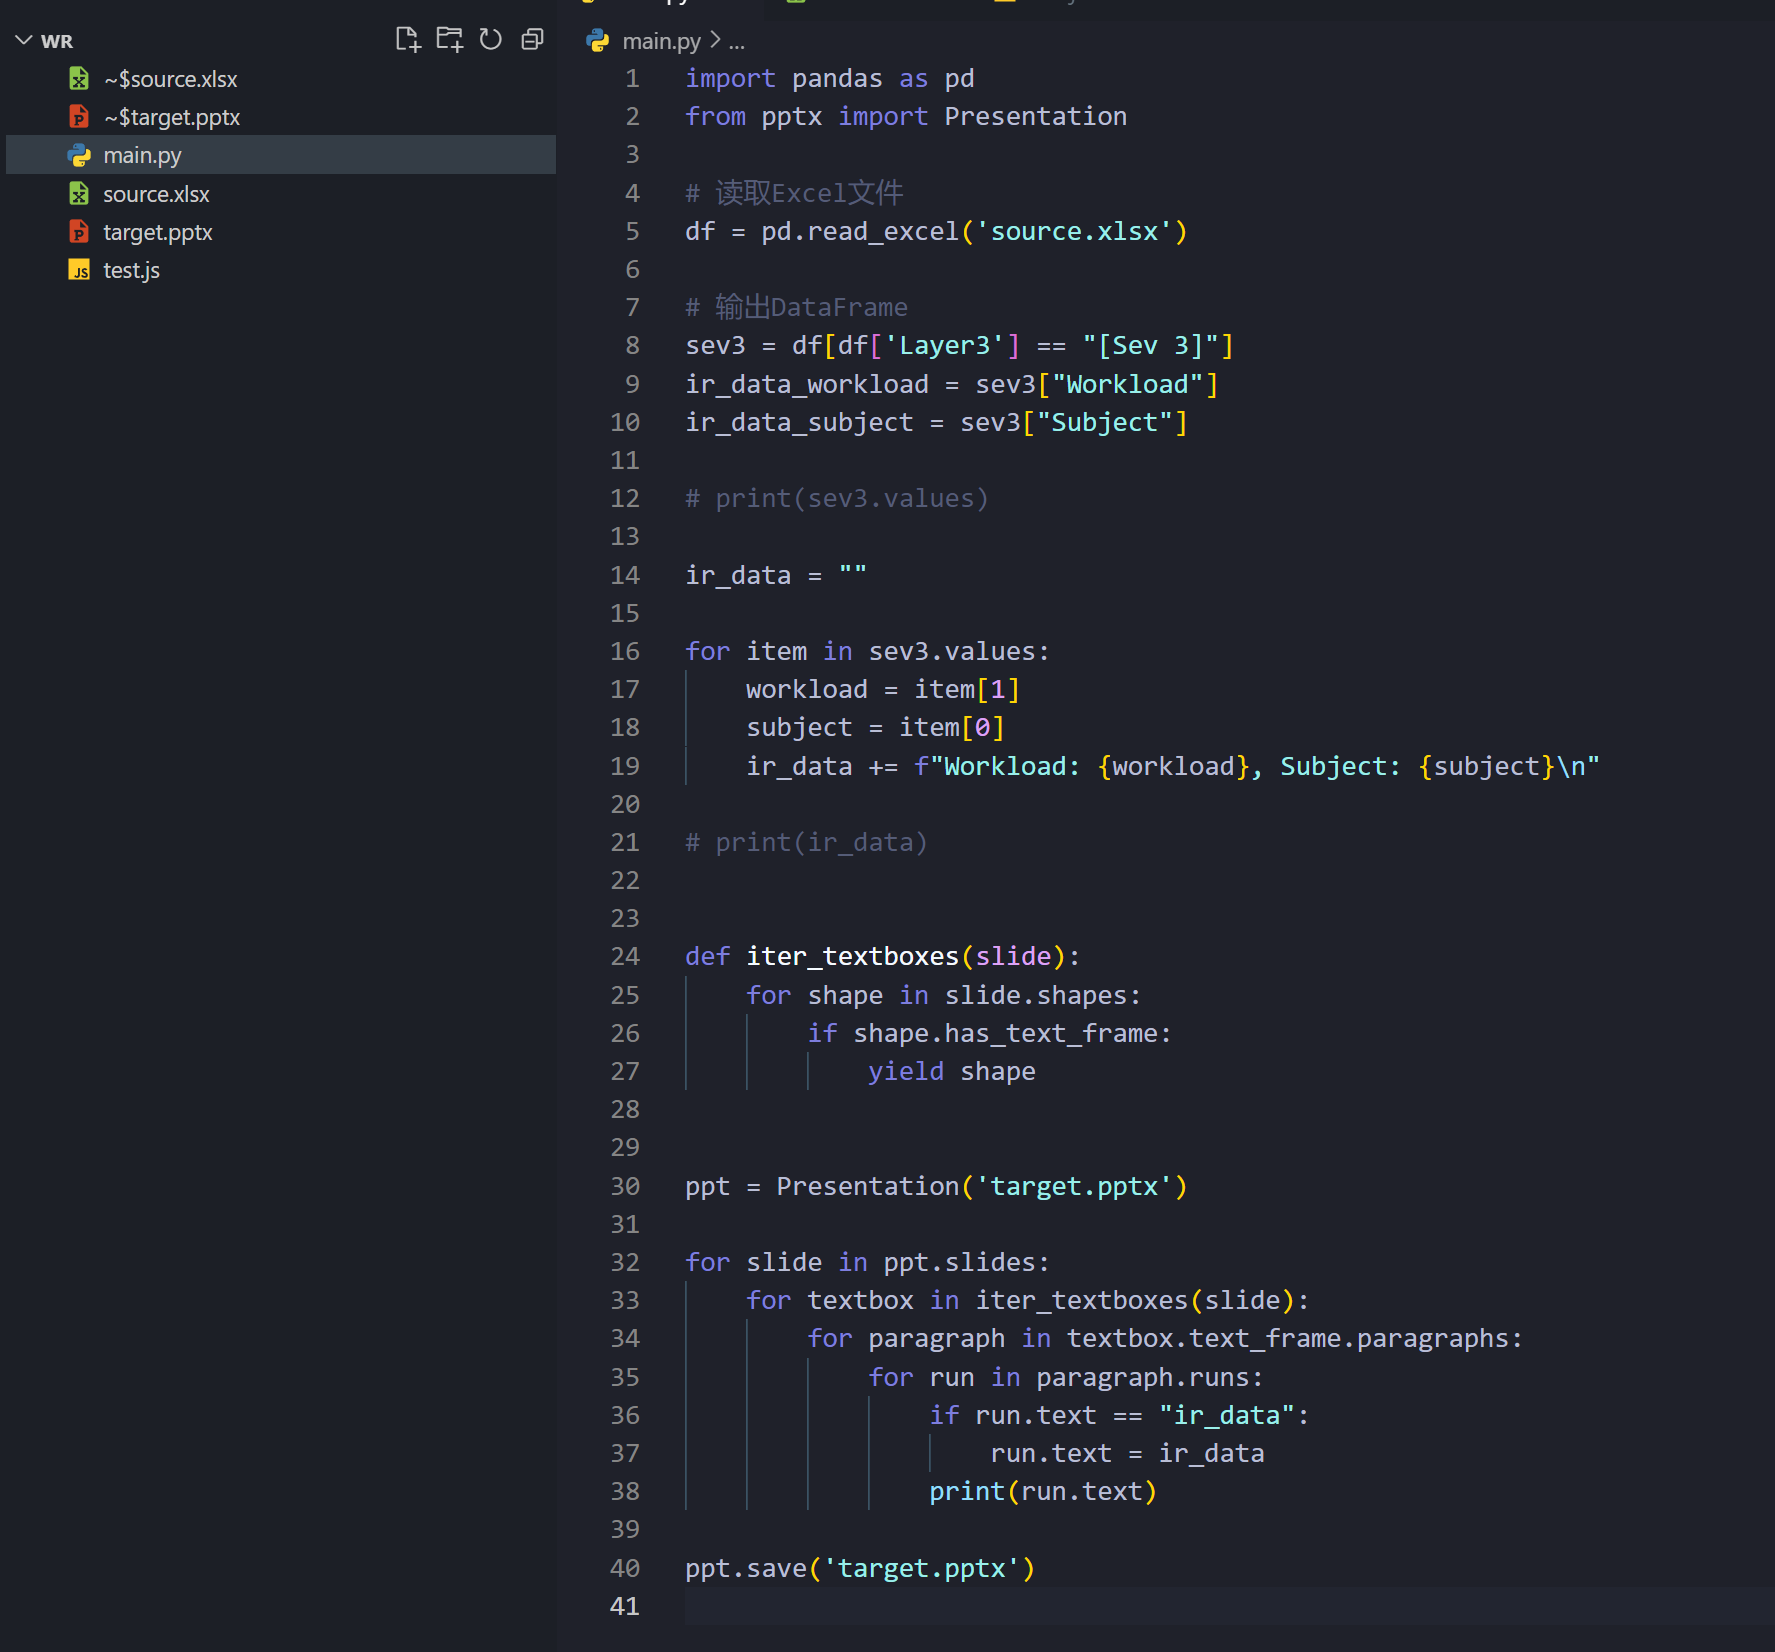 WR
~$source.xlsx
~$target.pptx
main.py
source.xlsx
target.pptx
JS test.js
main.py > ...
1 import pandas as pd
2 from pptx import Presentation
3
4 # 读取Excel文件
5 df = pd.read_excel('source.xlsx')
6
7 # 输出DataFrame
8 sev3 = df[df['Layer3'] == "[Sev 3]"]
9 ir_data_workload = sev3["Workload"]
10 ir_data_subject = sev3["Subject"]
11
12 # print(sev3.values)
13
14 ir_data = ""
15
16 for item in sev3.values:
17     workload = item[1]
18     subject = item[0]
19     ir_data += f"Workload: {workload}, Subject: {subject}\n"
20
21 # print(ir_data)
22
23
24 def iter_textboxes(slide):
25     for shape in slide.shapes:
26         if shape.has_text_frame:
27             yield shape
28
29
30 ppt = Presentation('target.pptx')
31
32 for slide in ppt.slides:
33     for textbox in iter_textboxes(slide):
34         for paragraph in textbox.text_frame.paragraphs:
35             for run in paragraph.runs:
36                 if run.text == "ir_data":
37                     run.text = ir_data
38                 print(run.text)
39
40 ppt.save('target.pptx')
41